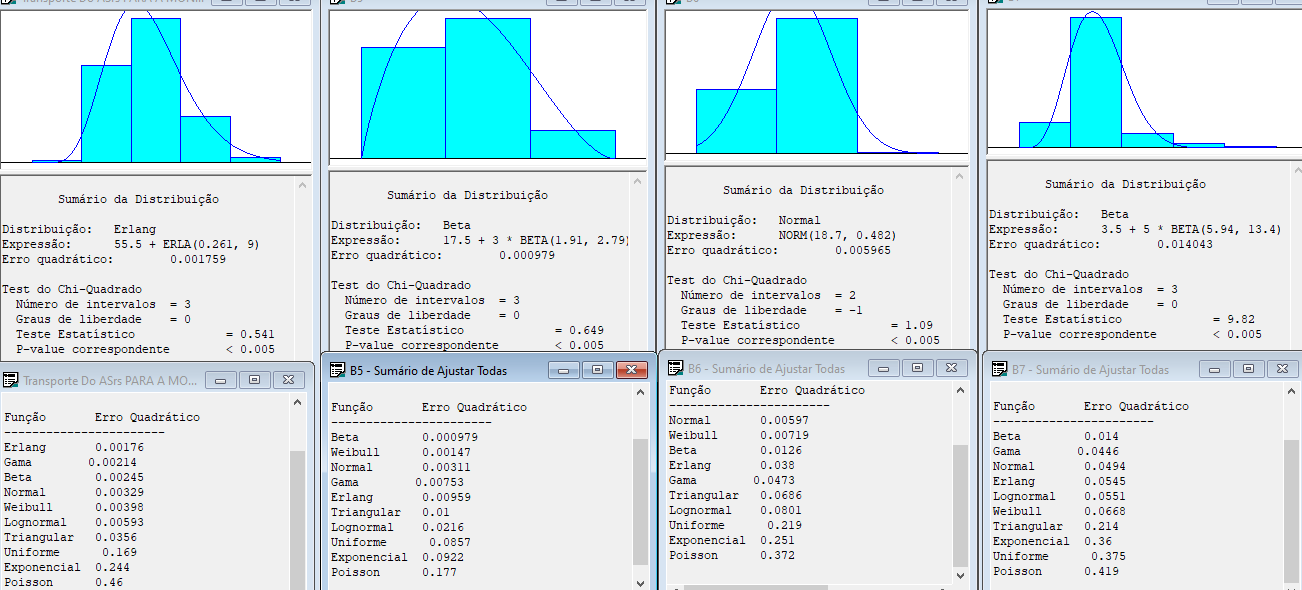 Sumário da Distribuição
Distribuição: Erlang
Expressão: 55.5 + ERLA(0.261, 9)
Erro quadrático: 0.001759
Test do Chi-Quadrado
Número de intervalos = 3
Graus de liberdade = 0
Teste Estatístico = 0.541
P-value correspondente < 0.005
Sumário da Distribuição
Distribuição: Beta
Expressão: 17.5 + 3 * BETA(1.91, 2.79)
Erro quadrático: 0.000979
Test do Chi-Quadrado
Número de intervalos = 3
Graus de liberdade = 0
Teste Estatístico = 0.649
P-value correspondente < 0.005
Sumário da Distribuição
Distribuição: Normal
Expressão: NORM(18.7, 0.482)
Erro quadrático: 0.005965
Test do Chi-Quadrado
Número de intervalos = 2
Graus de liberdade = -1
Teste Estatístico = 1.09
P-value correspondente < 0.005
Sumário da Distribuição
Distribuição: Beta
Expressão: 3.5 + 5 * BETA(5.94, 13.4)
Erro quadrático: 0.014043
Test do Chi-Quadrado
Número de intervalos = 3
Graus de liberdade = 0
Teste Estatístico = 9.82
P-value correspondente < 0.005
Transporte Do ASrs PARA A MO...
Função Erro Quadrático
-----------------------
Erlang 0.00176
Gama 0.00214
Beta 0.00245
Normal 0.00329
Weibull 0.00398
Lognormal 0.00593
Triangular 0.0356
Uniforme 0.169
Exponencial 0.244
Poisson 0.46
B5 - Sumário de Ajustar Todas
Função Erro Quadrático
-----------------------
Beta 0.000979
Weibull 0.00147
Normal 0.00311
Gama 0.00753
Erlang 0.00959
Triangular 0.01
Lognormal 0.0216
Uniforme 0.0857
Exponencial 0.0922
Poisson 0.177
B6 - Sumário de Ajustar Todas
Função Erro Quadrático
-----------------------
Normal 0.00597
Weibull 0.00719
Beta 0.0126
Erlang 0.038
Gama 0.0473
Triangular 0.0686
Lognormal 0.0801
Uniforme 0.219
Exponencial 0.251
Poisson 0.372
B7 - Sumário de Ajustar Todas
Função Erro Quadrático
-----------------------
Beta 0.014
Gama 0.0446
Normal 0.0494
Erlang 0.0545
Lognormal 0.0551
Weibull 0.0668
Triangular 0.214
Exponencial 0.36
Uniforme 0.375
Poisson 0.419